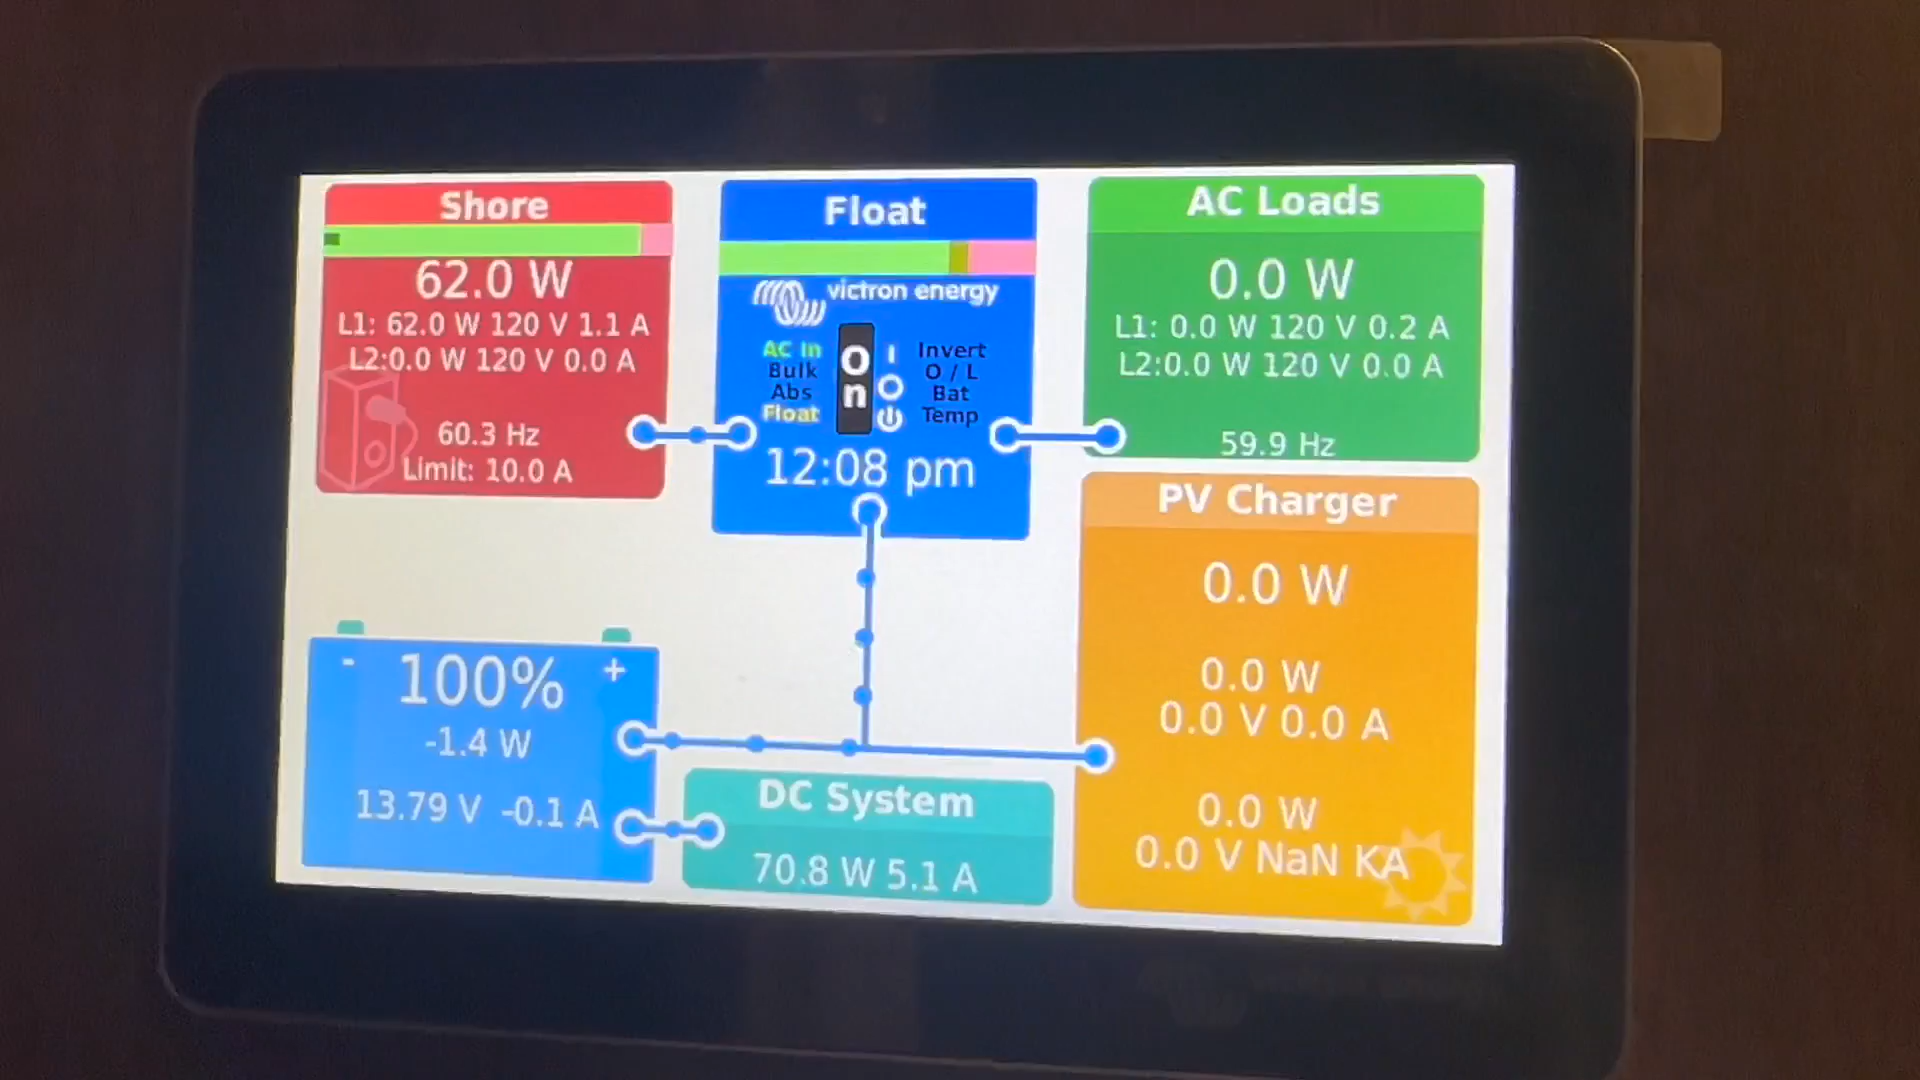 Shore
62.0 W
L1: 62.0 W 120 V 1.1 A
L2:0.0 W 120 V 0.0 A
60.3 Hz
Limit: 10.0 A
Float
victron energy
AC In
Bulk
Abs
Float
On
I
O
Invert
O / L
Bat
Temp
12:08 pm
AC Loads
0.0 W
L1: 0.0 W 120 V 0.2 A
L2:0.0 W 120 V 0.0 A
59.9 Hz
PV Charger
0.0 W
0.0 W
0.0 V 0.0 A
0.0 W
0.0 V NaN KA
- 100% +
-1.4 W
13.79 V -0.1 A
DC System
70.8 W 5.1 A